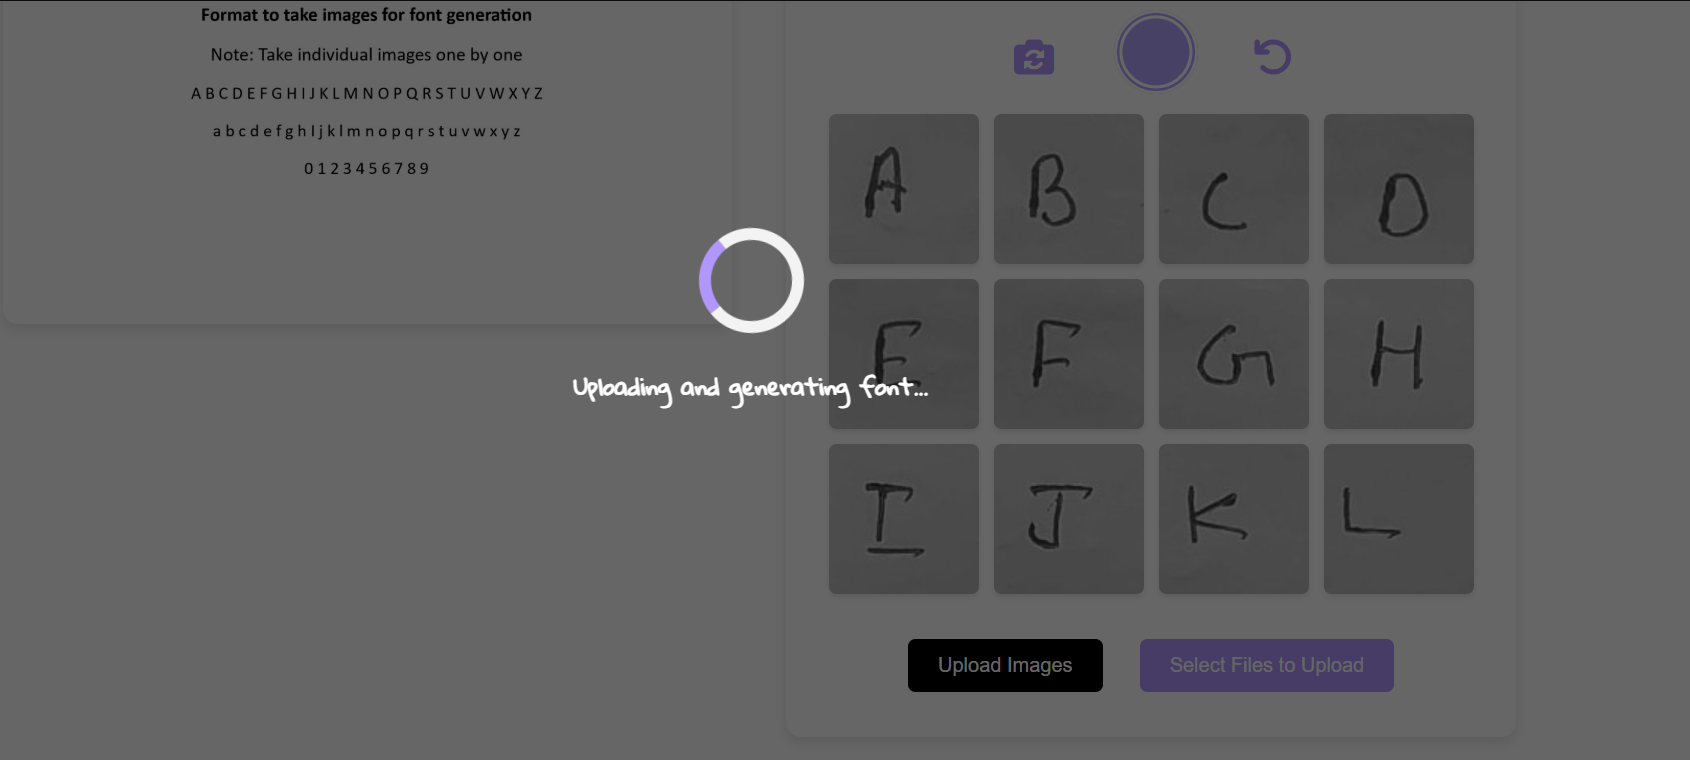 Format to take images for font generation
Note: Take individual images one by one
A B C D E F G H I J K L M N O P Q R S T U V W X Y Z
a b c d e f g h I j k l m n o p q r s t u v w x y z
0 1 2 3 4 5 6 7 8 9
Uploading and generating font...
A B C D
E F G H
I J K L
Upload Images
Select Files to Upload